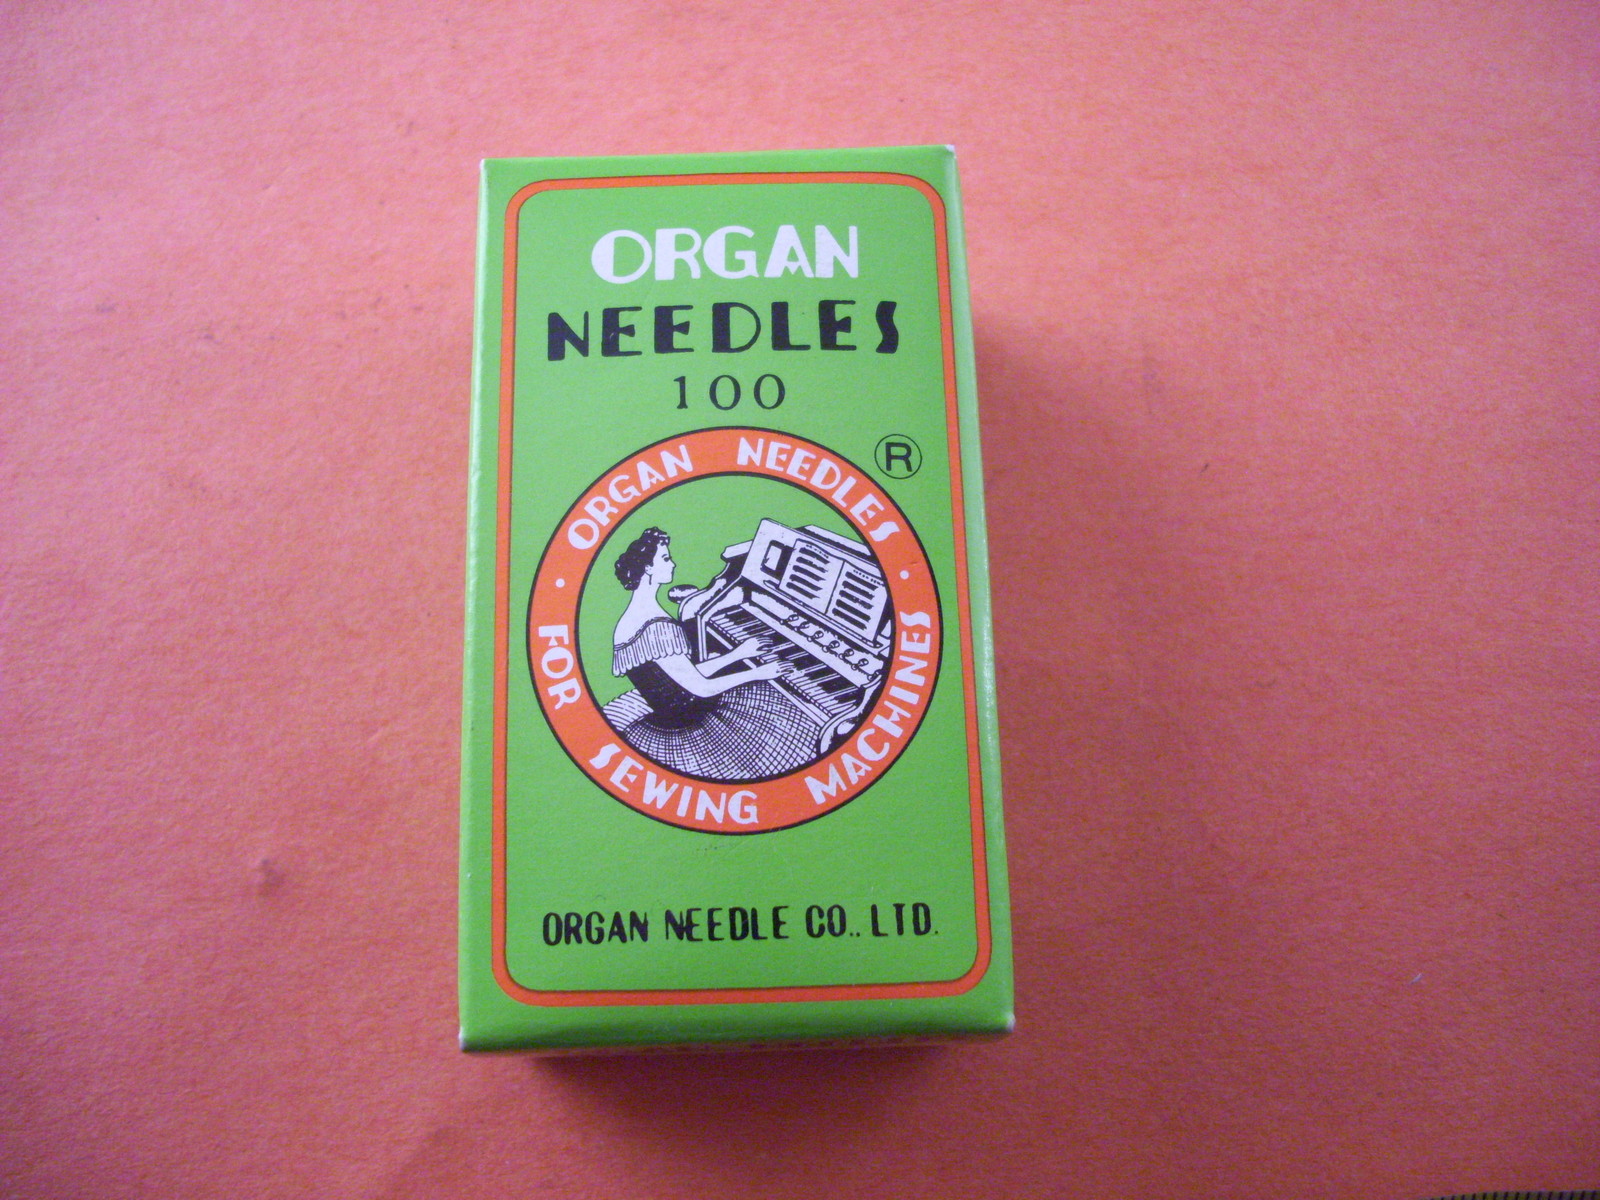 ORGAN
NEEDLES
100
· ORGAN NEEDLES ·
®
FOR SEWING MACHINES
ORGAN NEEDLE CO.. LTD.